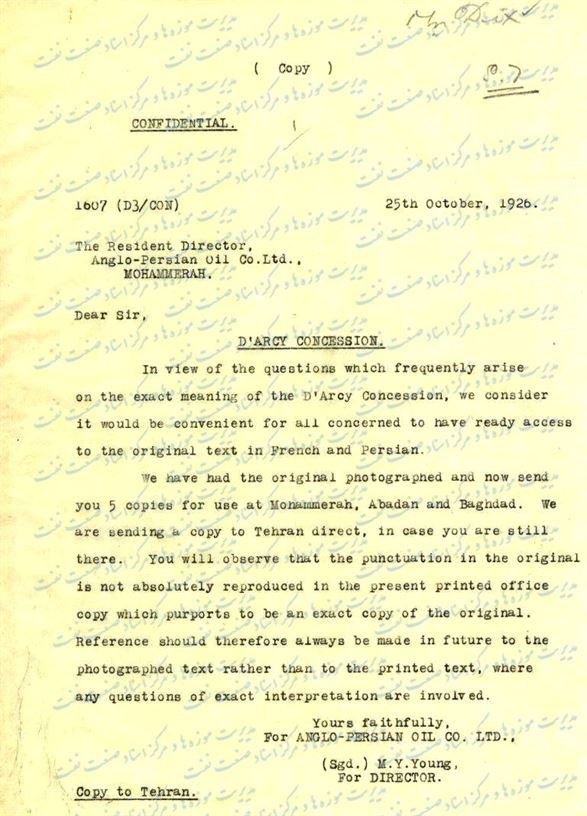 ( Copy )
CONFIDENTIAL.
1607 (D3/CON) 25th October, 1926.
The Resident Director,
Anglo-Persian Oil Co.Ltd.,
MOHAMMERAH.
Dear Sir,
D'ARCY CONCESSION.
In view of the questions which frequently arise
on the exact meaning of the D'Arcy Concession, we consider
it would be convenient for all concerned to have ready access
to the original text in French and Persian.
We have had the original photographed and now send
you 5 copies for use at Mohammerah, Abadan and Baghdad. We
are sending a copy to Tehran direct, in case you are still
there. You will observe that the punctuation in the original
is not absolutely reproduced in the present printed office
copy which purports to be an exact copy of the original.
Reference should therefore always be made in future to the
photographed text rather than to the printed text, where
any questions of exact interpretation are involved.
Yours faithfully,
For ANGLO-PERSIAN OIL CO. LTD.,
(Sgd.) M.Y.Young,
For DIRECTOR.
Copy to Tehran.
مدیریت موزه‌ها و مرکز اسناد صنعت نفت